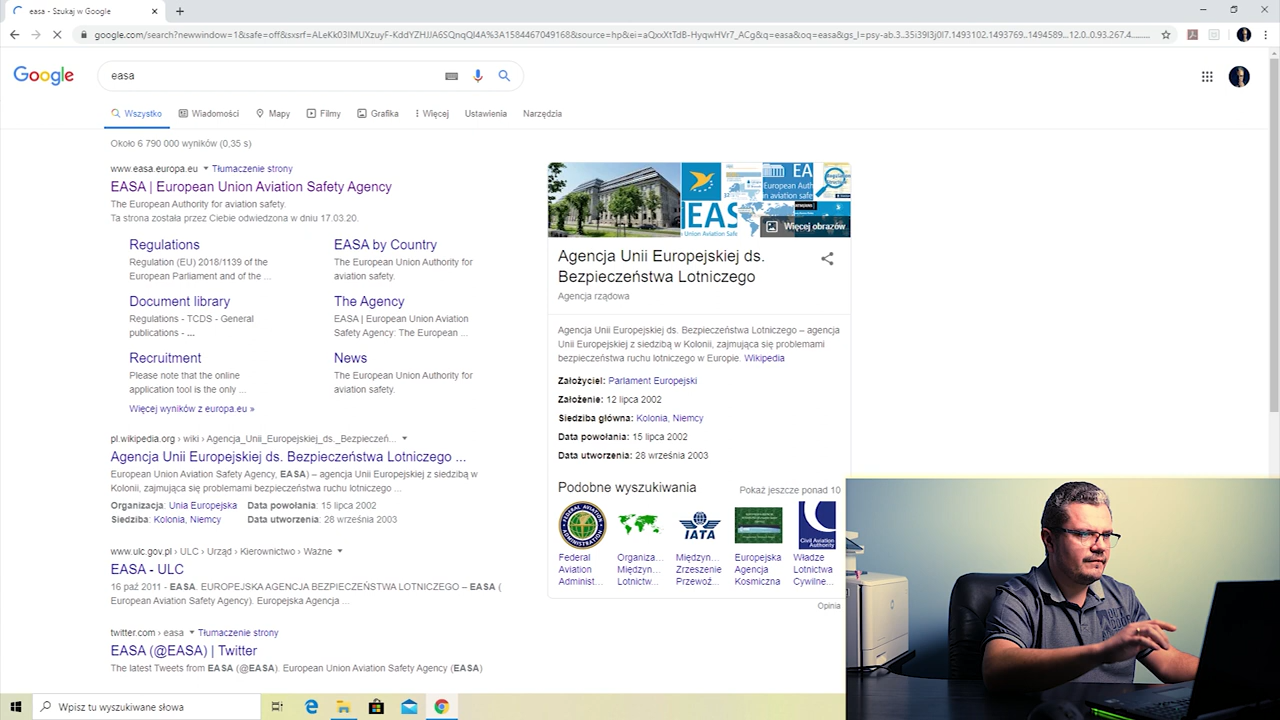 easa - Szukaj w Google
google.com/search?newwindow=1&safe=off&sxsrf=ALeKk03IMUXzuyF-KddYZHJJA6SQnqQI4A%3A1584467049168&source=hp&ei=aQxxXtTdB-HyqwHVr7_ACg&q=easa&oq=easa&gs_l=psy-ab.3..35i39l3j0l7.1493102.1493769..1494589...12.0..0.93.267.4......
Google
easa
Wszystko Wiadomości Mapy Filmy Grafika Więcej Ustawienia Narzędzia
Około 6 790 000 wyników (0,35 s)
www.easa.europa.eu Tłumaczenie strony
EASA | European Union Aviation Safety Agency
The European Authority for aviation safety.
Ta strona została przez Ciebie odwiedzona w dniu 17.03.20.
Regulations
Regulation (EU) 2018/1139 of the
European Parliament and of the ...
EASA by Country
The European Union Authority for
aviation safety.
Document library
Regulations - TCDS - General
publications - ...
The Agency
EASA | European Union Aviation
Safety Agency: The European ...
Recruitment
Please note that the online
application tool is the only ...
News
The European Union Authority for
aviation safety.
Więcej wyników z europa.eu »
pl.wikipedia.org › wiki › Agencja_Unii_Europejskiej_ds._Bezpieczeń...
Agencja Unii Europejskiej ds. Bezpieczeństwa Lotniczego ...
European Union Aviation Safety Agency, EASA) – agencja Unii Europejskiej z siedzibą w
Kolonii, zajmująca się problemami bezpieczeństwa ruchu lotniczego ...
Organizacja: Unia Europejska Data powołania: 15 lipca 2002
Siedziba: Kolonia, Niemcy Data utworzenia: 28 września 2003
www.ulc.gov.pl › ULC › Urząd › Kierownictwo › Ważne
EASA - ULC
16 paź 2011 - EASA. EUROPEJSKA AGENCJA BEZPIECZEŃSTWA LOTNICZEGO – EASA (
European Aviation Safety Agency). Europejska Agencja ...
twitter.com › easa Tłumaczenie strony
EASA (@EASA) | Twitter
The latest Tweets from EASA (@EASA). European Union Aviation Safety Agency (EASA)
Więcej obrazów
Agencja Unii Europejskiej ds.
Bezpieczeństwa Lotniczego
Agencja rządowa
Agencja Unii Europejskiej ds. Bezpieczeństwa Lotniczego – agencja
Unii Europejskiej z siedzibą w Kolonii, zajmująca się problemami
bezpieczeństwa ruchu lotniczego w Europie. Wikipedia
Założyciel: Parlament Europejski
Założenie: 12 lipca 2002
Siedziba główna: Kolonia, Niemcy
Data powołania: 15 lipca 2002
Data utworzenia: 28 września 2003
Podobne wyszukiwania Pokaż jeszcze ponad 10
IATA
Civil Aviation
Authority
Federal
Aviation
Administ...
Organiza...
Międzyn...
Lotnictw...
Międzyn...
Zrzeszenie
Przewoź...
Europejska
Agencja
Kosmiczna
Władze
Lotnictwa
Cywilne...
Opinia
Wpisz tu wyszukiwane słowa